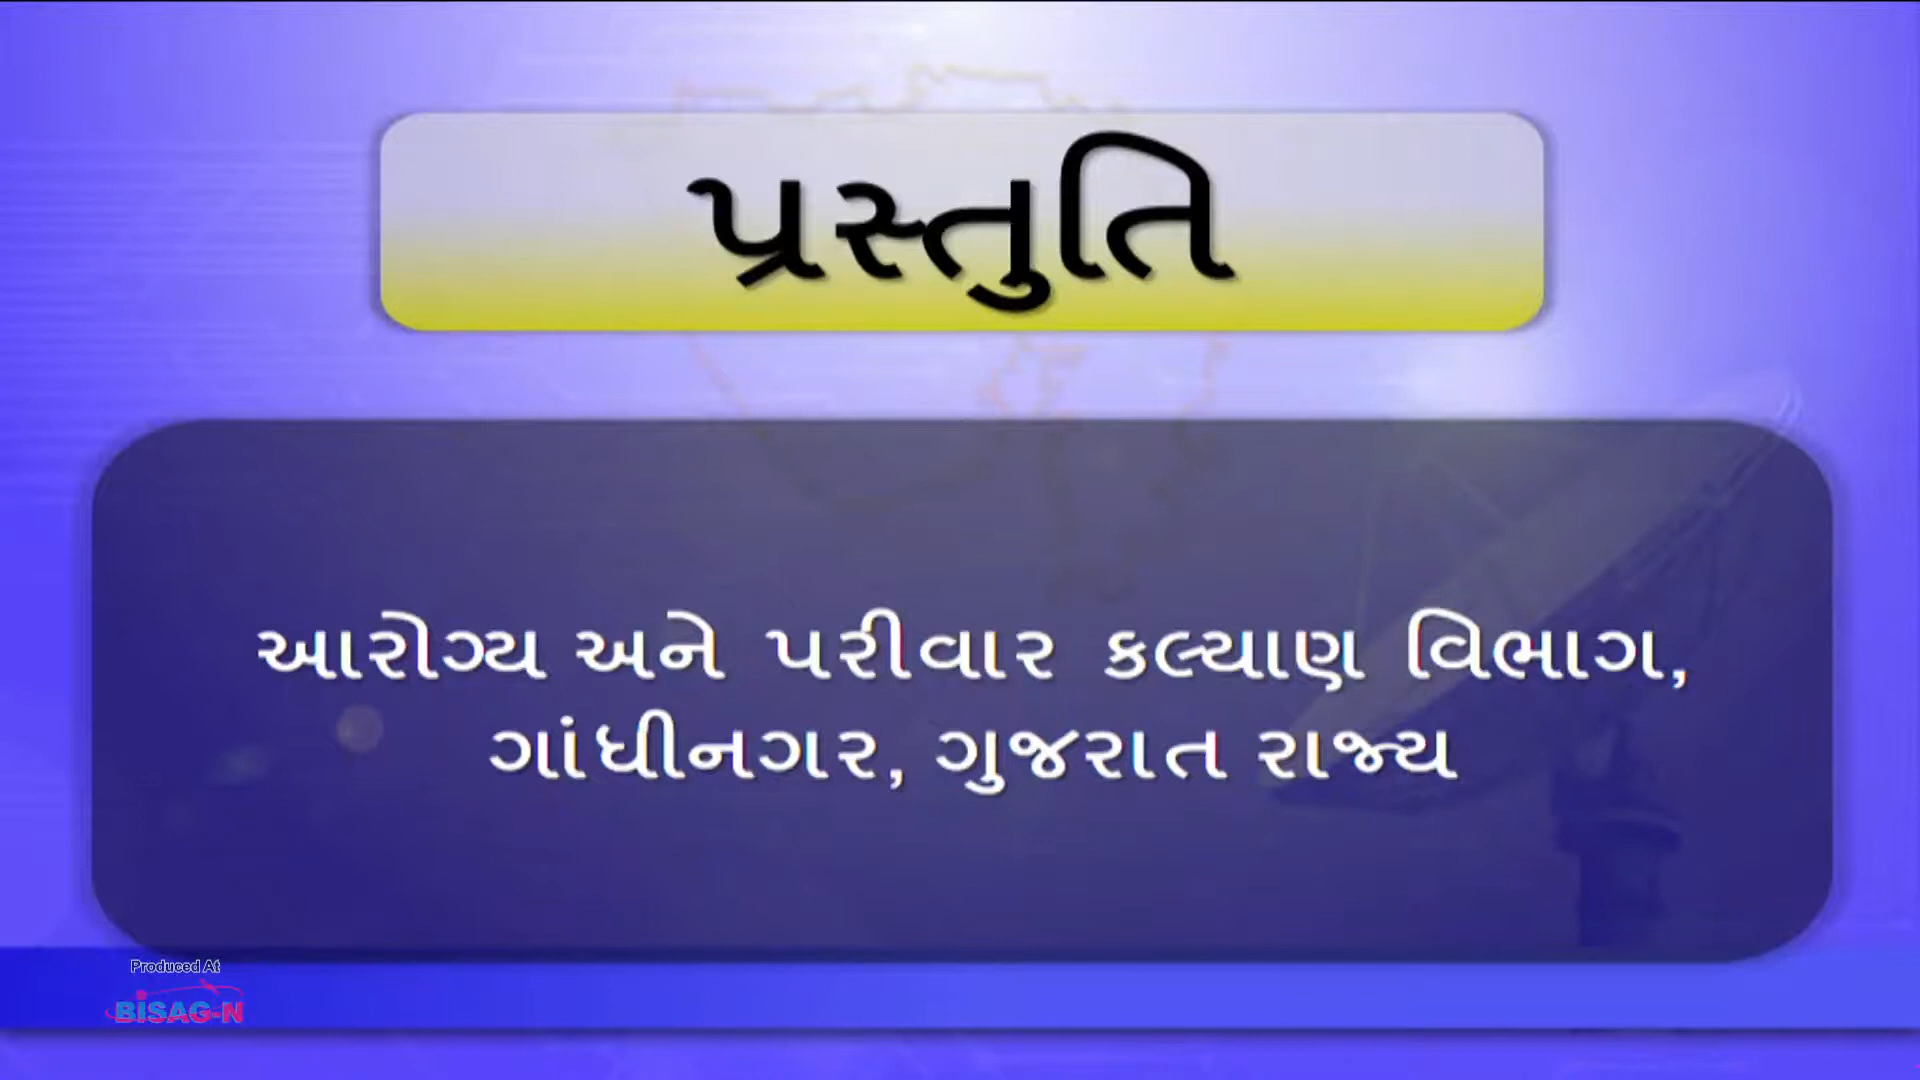 પ્રસ્તુતિ
આરોગ્ય અને પરીવાર કલ્યાણ વિભાગ,
ગાંધીનગર, ગુજરાત રાજ્ય
Produced At
BISAG-N